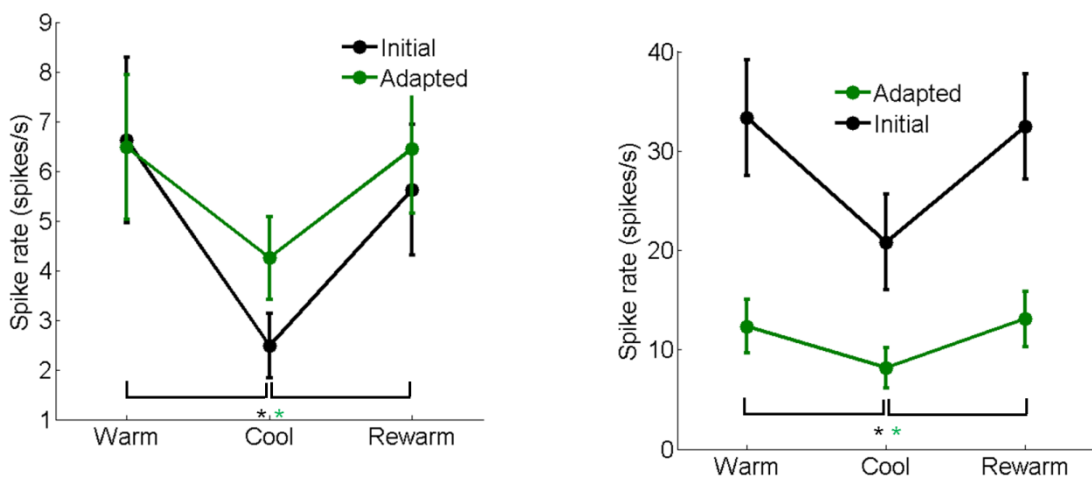 Spike rate (spikes/s)
9
8
7
6
5
4
3
2
1
Initial
Adapted
* *
Warm Cool Rewarm
Spike rate (spikes/s)
40
30
20
10
0
Adapted
Initial
* *
Warm Cool Rewarm